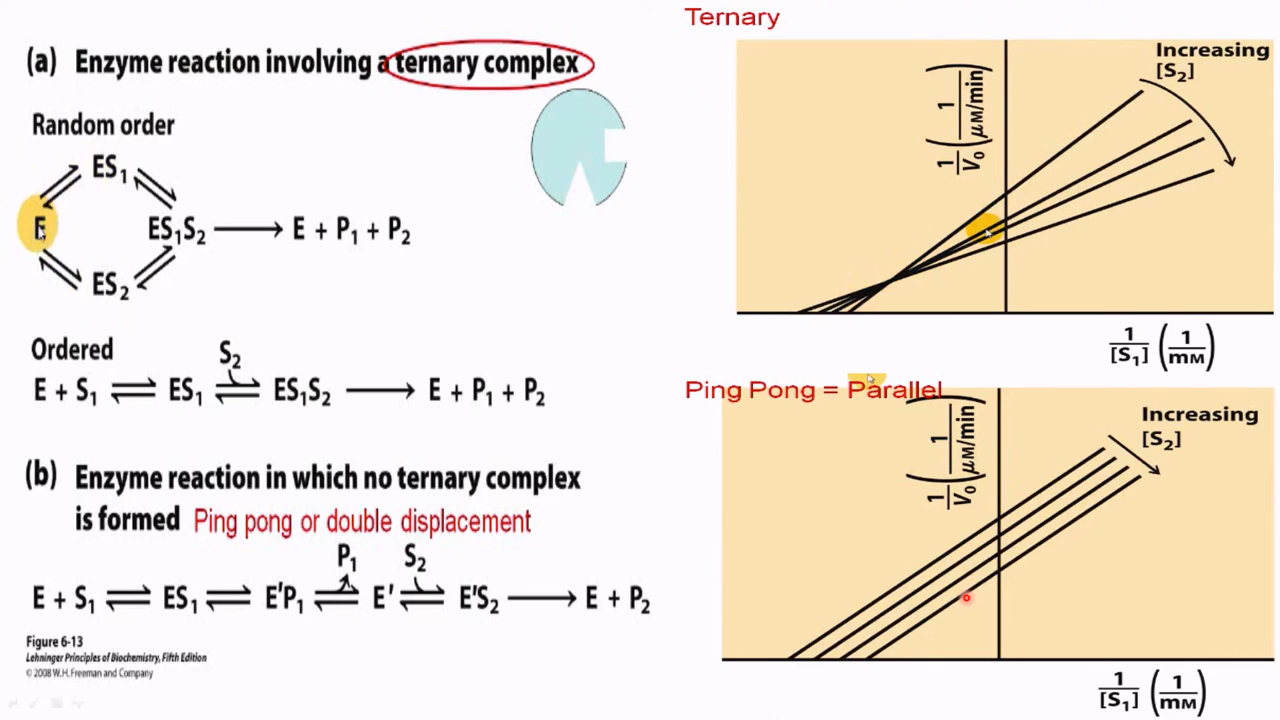 (a) Enzyme reaction involving a ternary complex
Random order
ES₁
E ES₁S₂ ⟶ E + P₁ + P₂
ES₂
Ordered
S₂
E + S₁ ⇌ ES₁ ⇌ ES₁S₂ ⟶ E + P₁ + P₂
(b) Enzyme reaction in which no ternary complex
is formed Ping pong or double displacement
P₁ S₂
E + S₁ ⇌ ES₁ ⇌ E′P₁ ⇌ E′ ⇌ E′S₂ ⟶ E + P₂
Figure 6-13
Lehninger Principles of Biochemistry, Fifth Edition
© 2008 W.H. Freeman and Company
Ternary
Increasing
[S₂]
1/V₀ (1/μM/min)
1/[S₁] (1/mM)
Ping Pong = Parallel
Increasing
[S₂]
1/V₀ (1/μM/min)
1/[S₁] (1/mM)